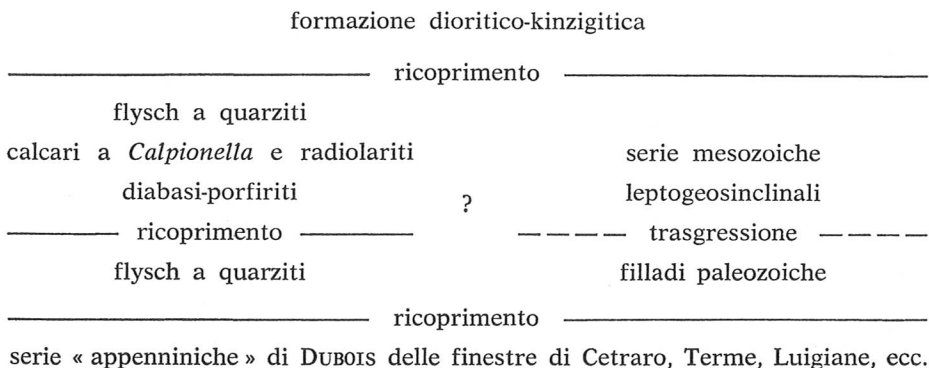 formazione dioritico-kinzigitica
ricoprimento
flysch a quarziti
calcari a Calpionella e radiolariti serie mesozoiche
diabasi-porfiriti leptogeosinclinali
?
ricoprimento trasgressione
flysch a quarziti filladi paleozoiche
ricoprimento
serie « appenniniche » di DUBOIS delle finestre di Cetraro, Terme, Luigiane, ecc.